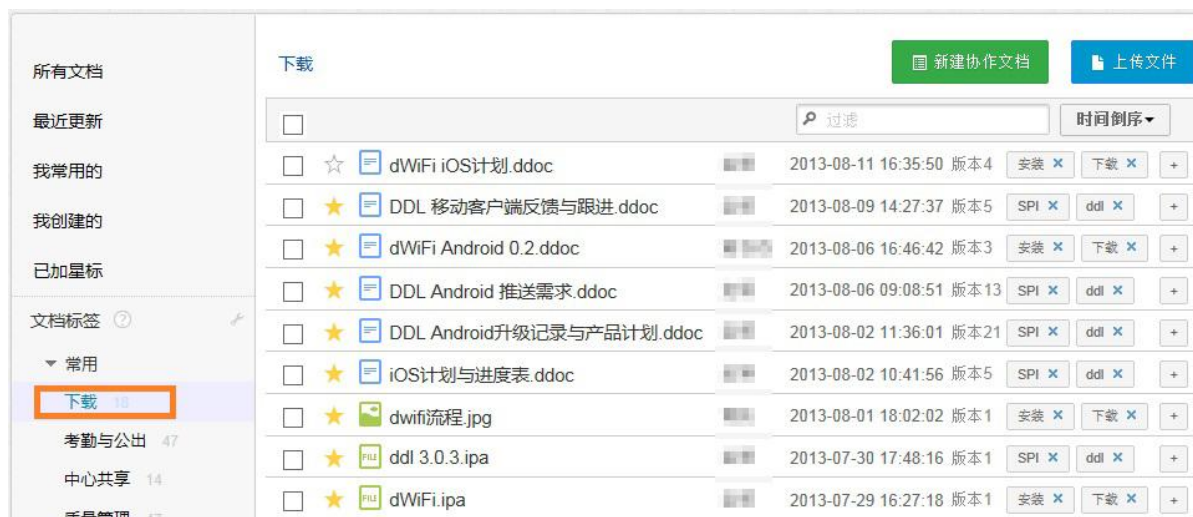 所有文档
最近更新
我常用的
我创建的
已加星标
文档标签 ?
常用
下载 18
考勤与公出 47
中心共享 14
质量管理 47
下载
新建协作文档
上传文件
过滤
时间倒序
dWiFi iOS计划.ddoc 2013-08-11 16:35:50 版本4 安装 × 下载 × +
DDL 移动客户端反馈与跟进.ddoc 2013-08-09 14:27:37 版本5 SPI × ddl × +
dWiFi Android 0.2.ddoc 2013-08-06 16:46:42 版本3 安装 × 下载 × +
DDL Android 推送需求.ddoc 2013-08-06 09:08:51 版本13 SPI × ddl × +
DDL Android升级记录与产品计划.ddoc 2013-08-02 11:36:01 版本21 SPI × ddl × +
iOS计划与进度表.ddoc 2013-08-02 10:41:56 版本5 SPI × ddl × +
dwifi流程.jpg 2013-08-01 18:02:02 版本1 安装 × 下载 × +
FILE ddl 3.0.3.ipa 2013-07-30 17:48:16 版本1 SPI × ddl × +
FILE dWiFi.ipa 2013-07-29 16:27:18 版本1 安装 × 下载 × +